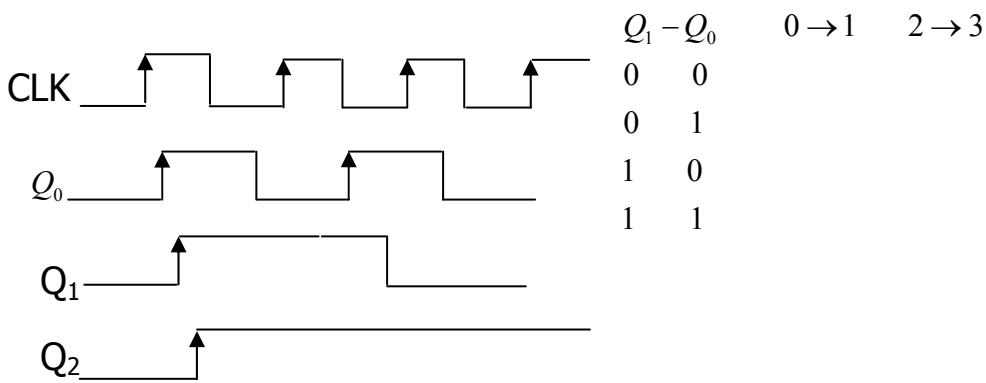 Q₁ – Q₀ 0 → 1 2 → 3
CLK
0 0
0 1
Q₀
1 0
1 1
Q₁
Q₂